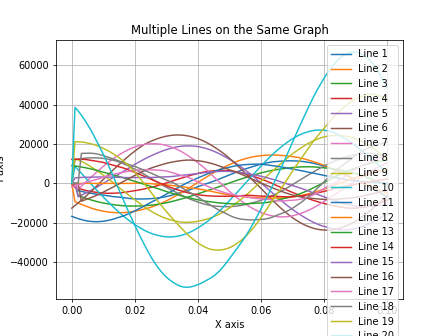 Multiple Lines on the Same Graph
60000
40000
20000
0
−20000
−40000
0.00
0.02
0.04
0.06
0.08
X axis
Line 1
Line 2
Line 3
Line 4
Line 5
Line 6
Line 7
Line 8
Line 9
Line 10
Line 11
Line 12
Line 13
Line 14
Line 15
Line 16
Line 17
Line 18
Line 19
Line 20